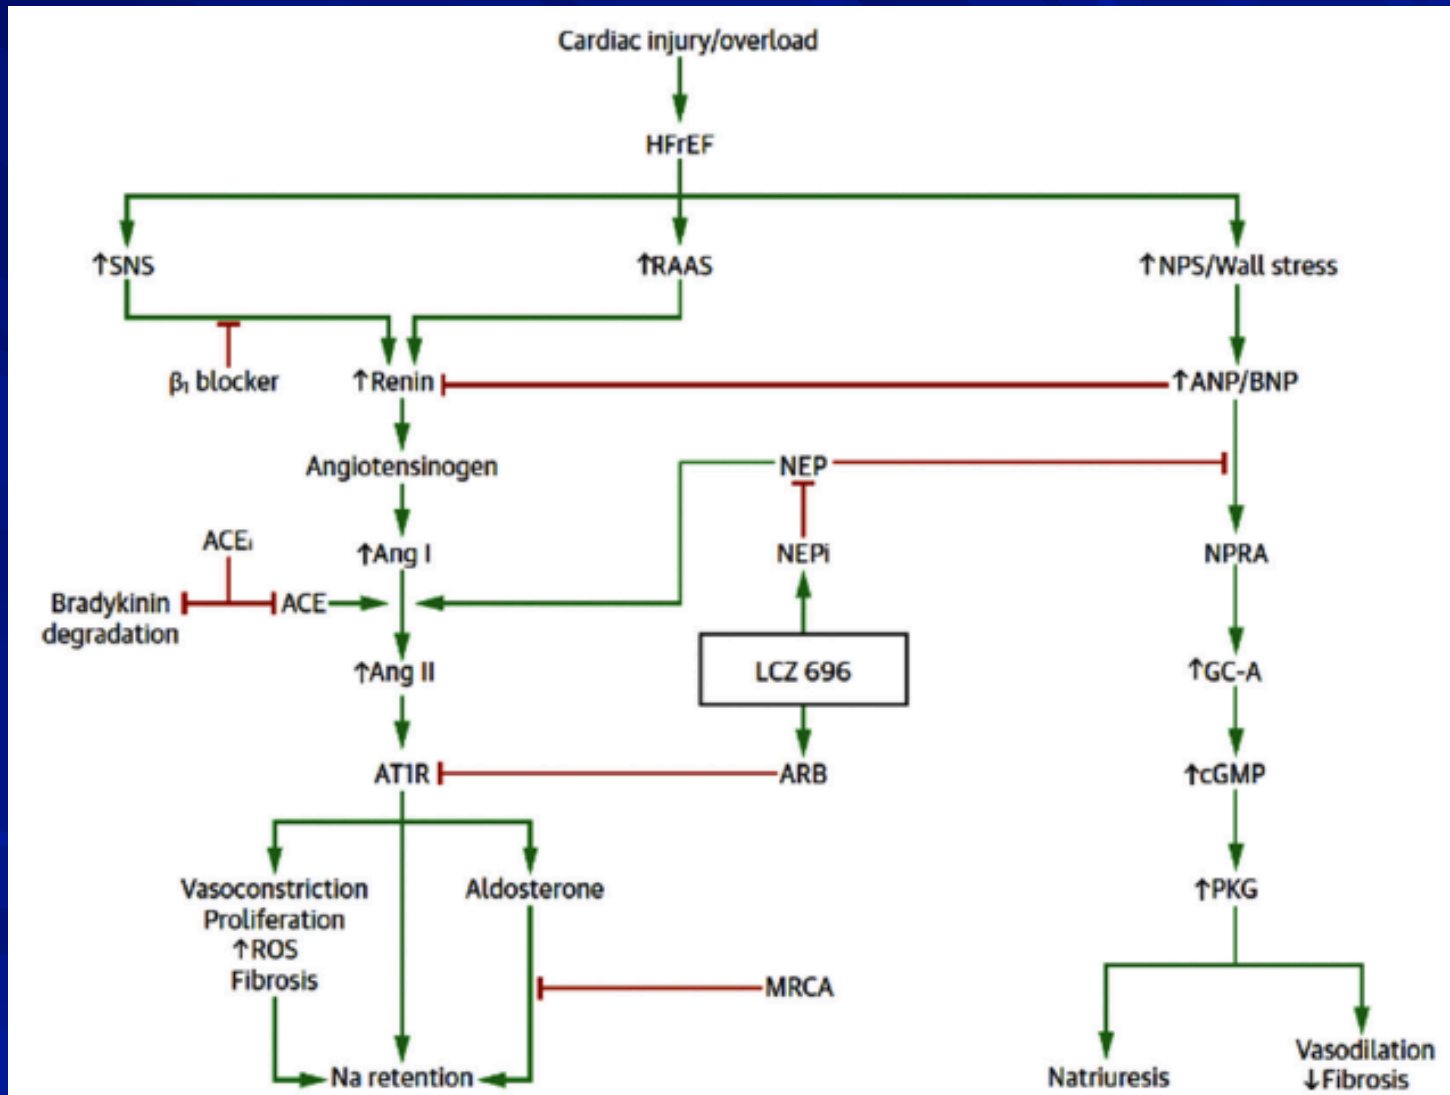 Cardiac injury/overload
HFrEF
↑SNS
↑RAAS
↑NPS/Wall stress
β₁ blocker
↑Renin
↑ANP/BNP
Angiotensinogen
NEP
ACEᵢ
↑Ang I
NEPi
NPRA
Bradykinin
degradation
ACE
↑Ang II
LCZ 696
↑GC-A
AT1R
ARB
↑cGMP
Vasoconstriction
Proliferation
↑ROS
Fibrosis
Aldosterone
↑PKG
MRCA
Na retention
Natriuresis
Vasodilation
↓Fibrosis